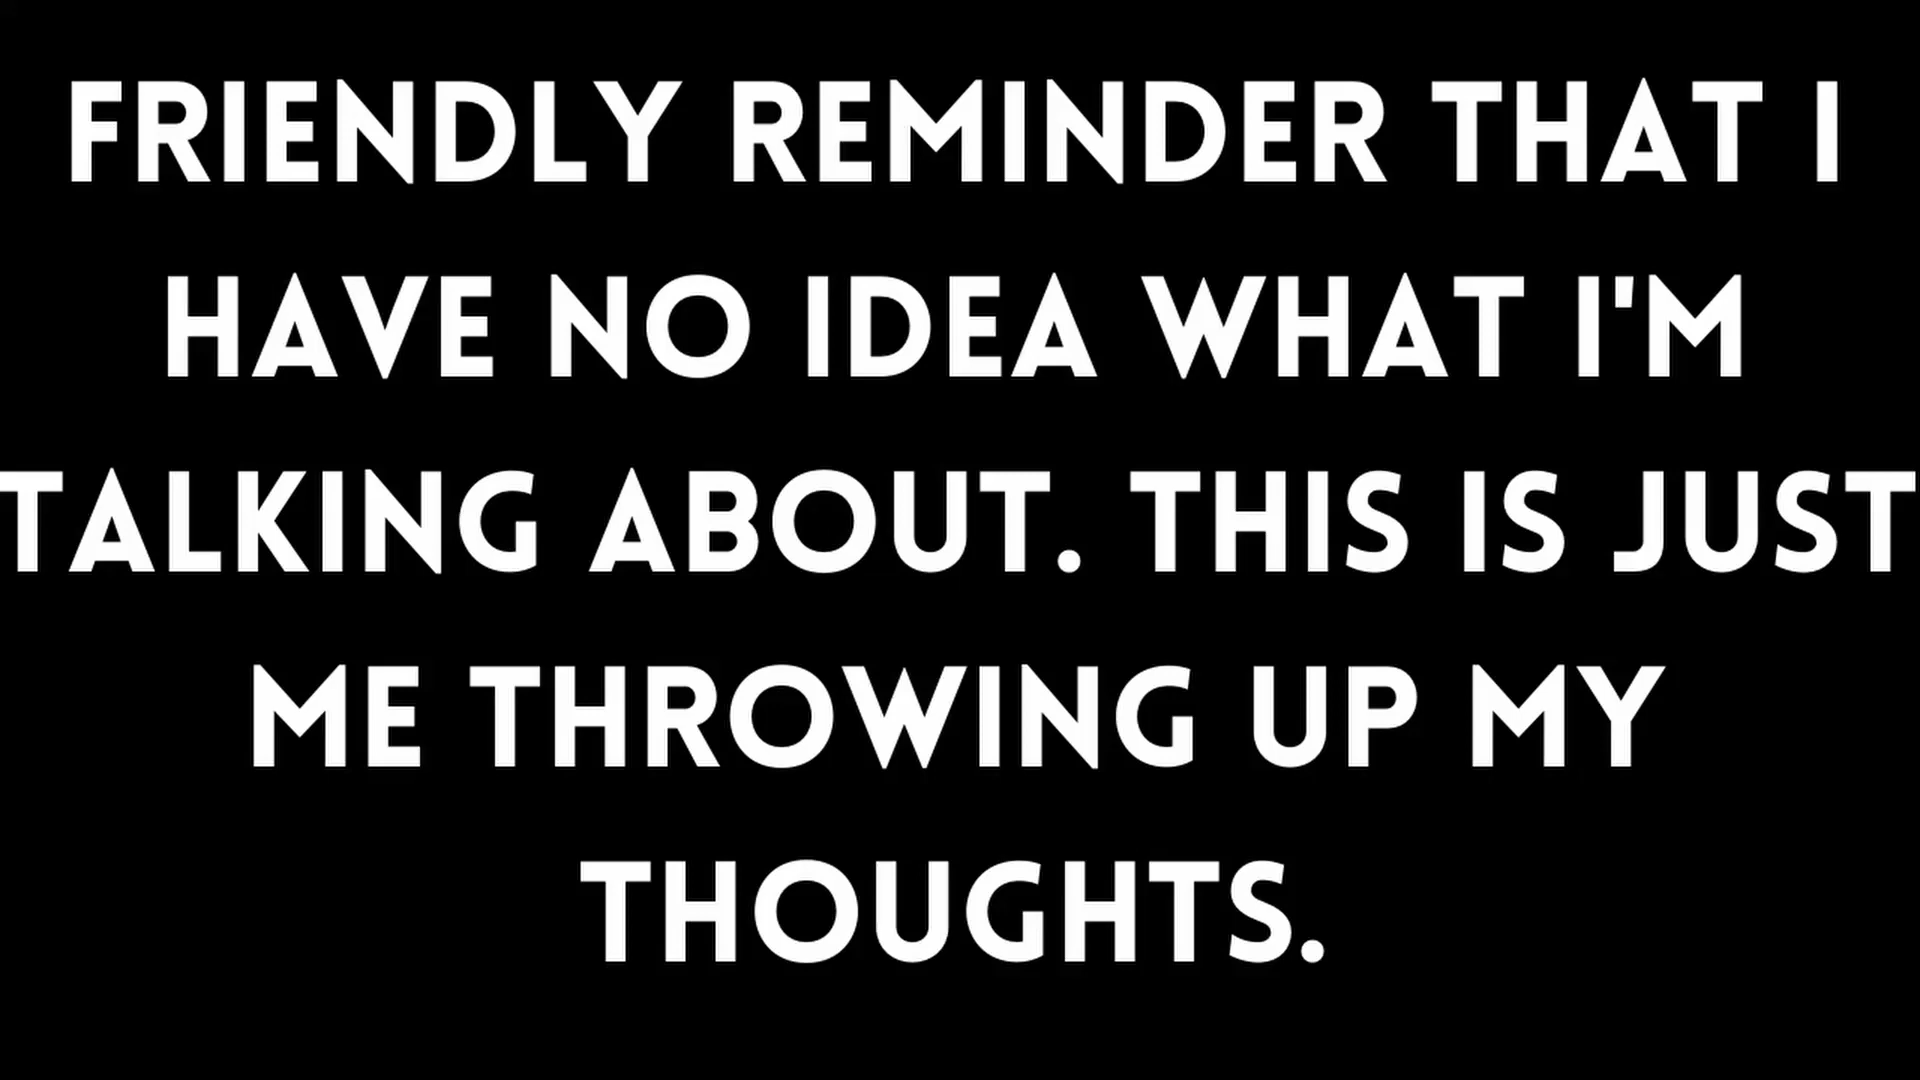 FRIENDLY REMINDER THAT I
HAVE NO IDEA WHAT I'M
TALKING ABOUT. THIS IS JUST
ME THROWING UP MY
THOUGHTS.